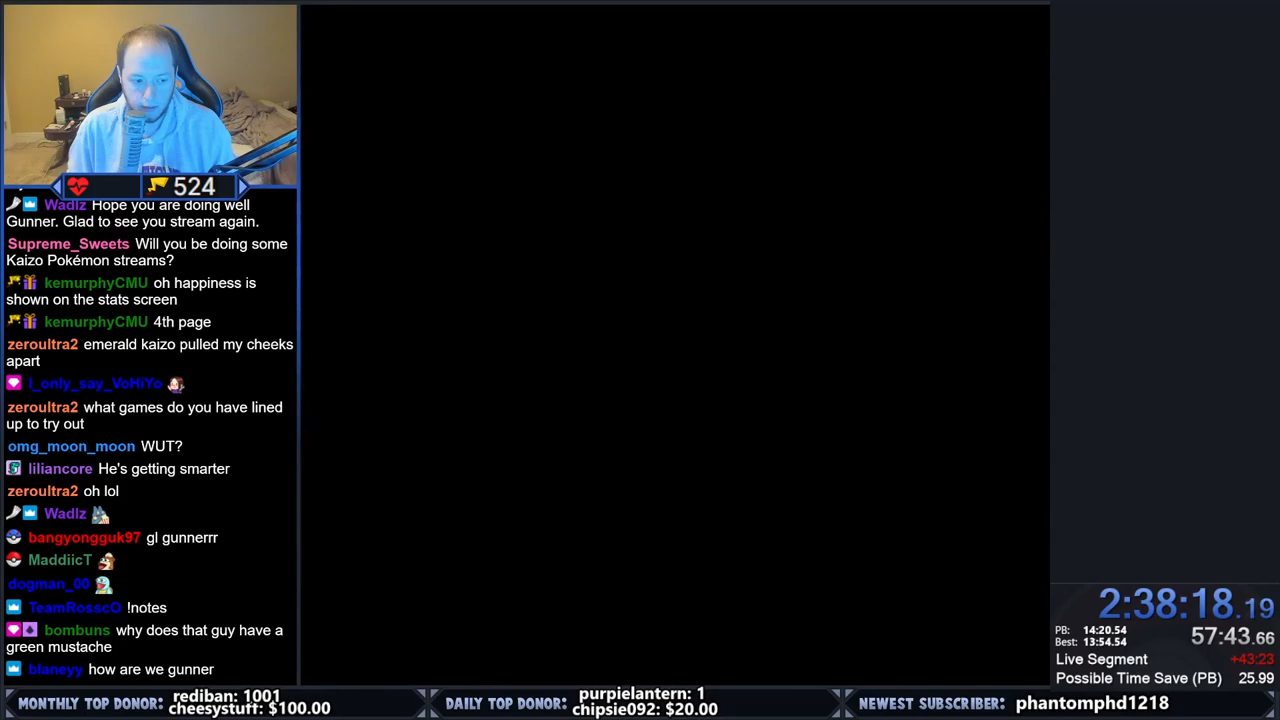 524
Wadlz Hope you are doing well
Gunner. Glad to see you stream again.
Supreme_Sweets Will you be doing some
Kaizo Pokémon streams?
kemurphyCMU oh happiness is
shown on the stats screen
kemurphyCMU 4th page
zeroultra2 emerald kaizo pulled my cheeks
apart
I_only_say_VoHiYo
zeroultra2 what games do you have lined
up to try out
omg_moon_moon WUT?
liliancore He's getting smarter
zeroultra2 oh lol
Wadlz
bangyongguk97 gl gunnerrr
MaddiicT
dogman_00
TeamRosscO !notes
bombuns why does that guy have a
green mustache
blaneyy how are we gunner
2:38:18.19
PB: 14:20.54
Best: 13:54.54
57:43.66
Live Segment +43:23
Possible Time Save (PB) 25.99
MONTHLY TOP DONOR: rediban: 1001
cheesystuff: $100.00
DAILY TOP DONOR: purpielantern: 1
chipsie092: $20.00
NEWEST SUBSCRIBER: phantomphd1218